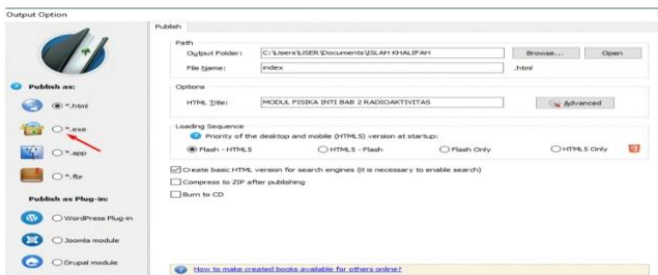 Output Option
Publish as:
*.html
*.exe
*.app
*.fbr
Publish as Plug-in:
WordPress Plug-in
Joomla module
Drupal module
Publish
Path
Output Folder: C:\Users\USER\Documents\ISLAH KHALIFAH Browse... Open
File Name: index .html
Options
HTML Title: MODUL FISIKA INTI BAB 2 RADIOAKTIVITAS Advanced
Loading Sequence
Priority of the desktop and mobile (HTML5) version at startup:
Flash - HTML5 HTML5 - Flash Flash Only HTML5 Only
Create basic HTML version for search engines (it is necessary to enable search)
Compress to ZIP after publishing
Burn to CD
How to make created books available for others online?